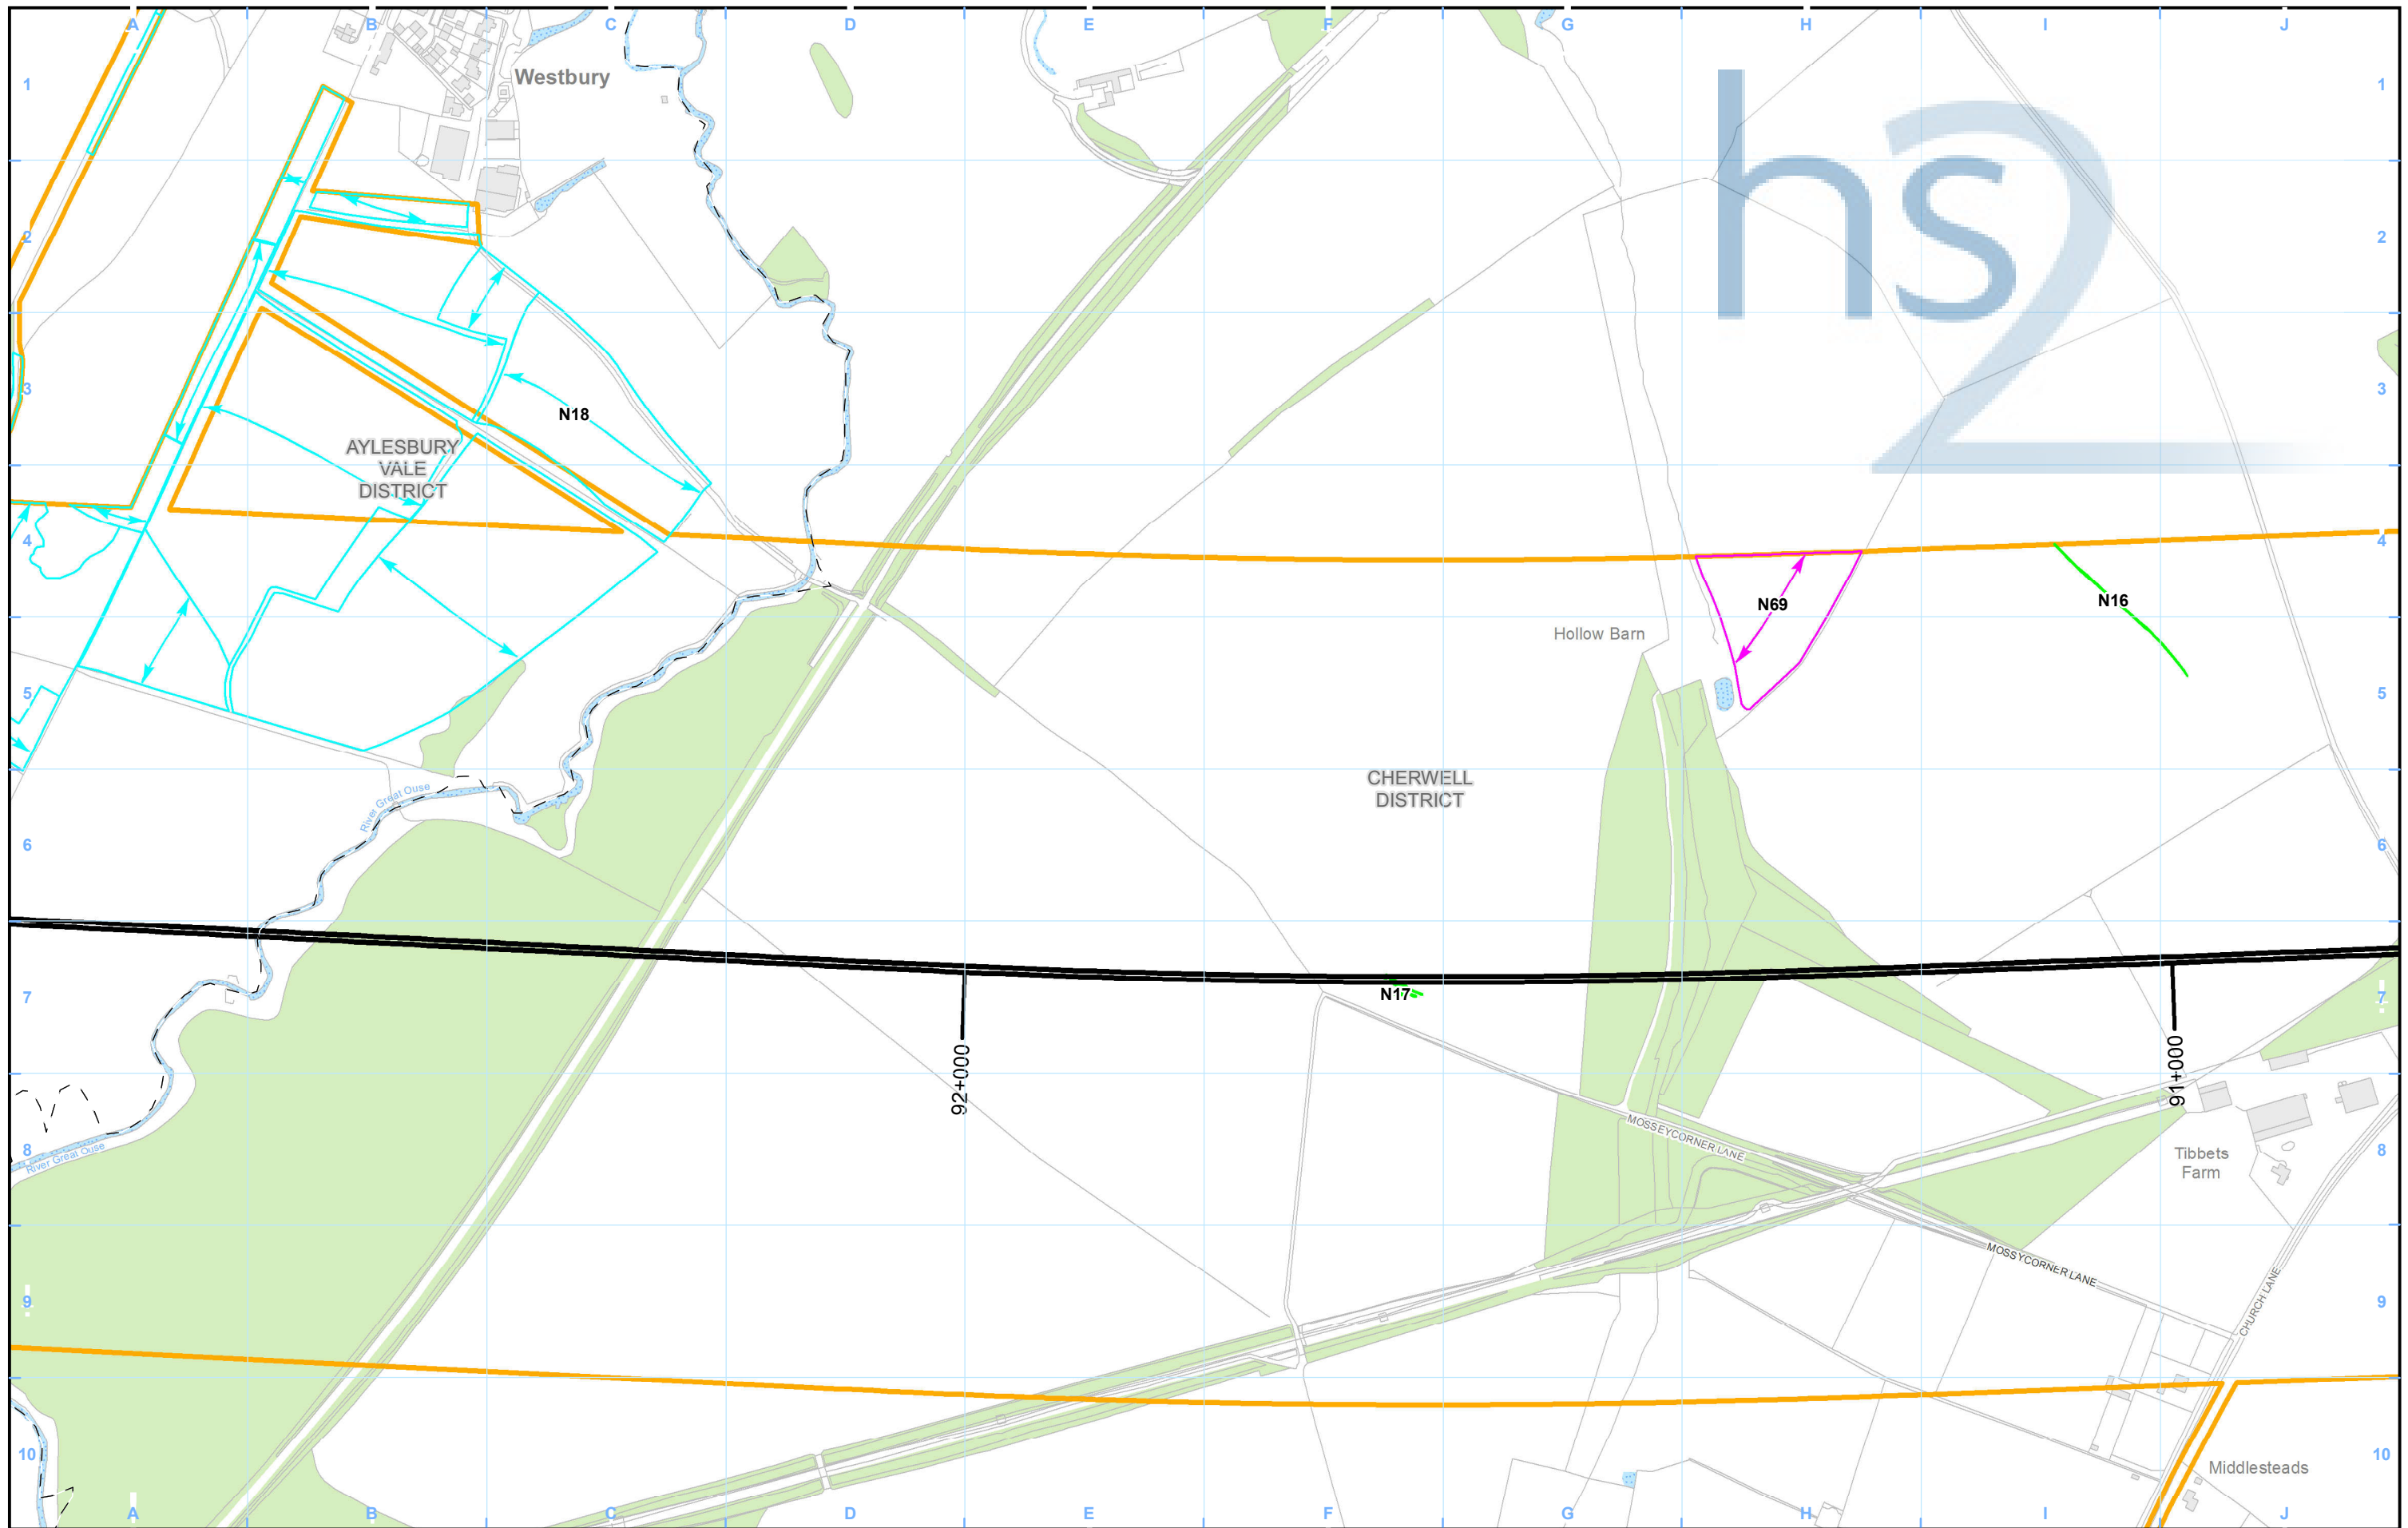 A B C D E F G H I J
1 Westbury 1
hs2
2 2
3 3
N18
AYLESBURY
VALE
DISTRICT
4 4
N69
N16
Hollow Barn
5 5
CHERWELL
DISTRICT
River Great Ouse
6 6
7 7
N17
92+000
91+000
MOSSEYCORNER LANE
8 8
River Great Ouse
Tibbets
Farm
MOSSYCORNER LANE
CHURCH LANE
9 9
10 10
Middlesteads
A B C D E F G H I J